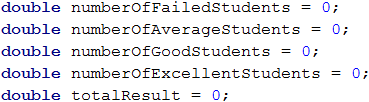 double numberOfFailedStudents = 0;
double numberOfAverageStudents = 0;
double numberOfGoodStudents = 0;
double numberOfExcellentStudents = 0;
double totalResult = 0;